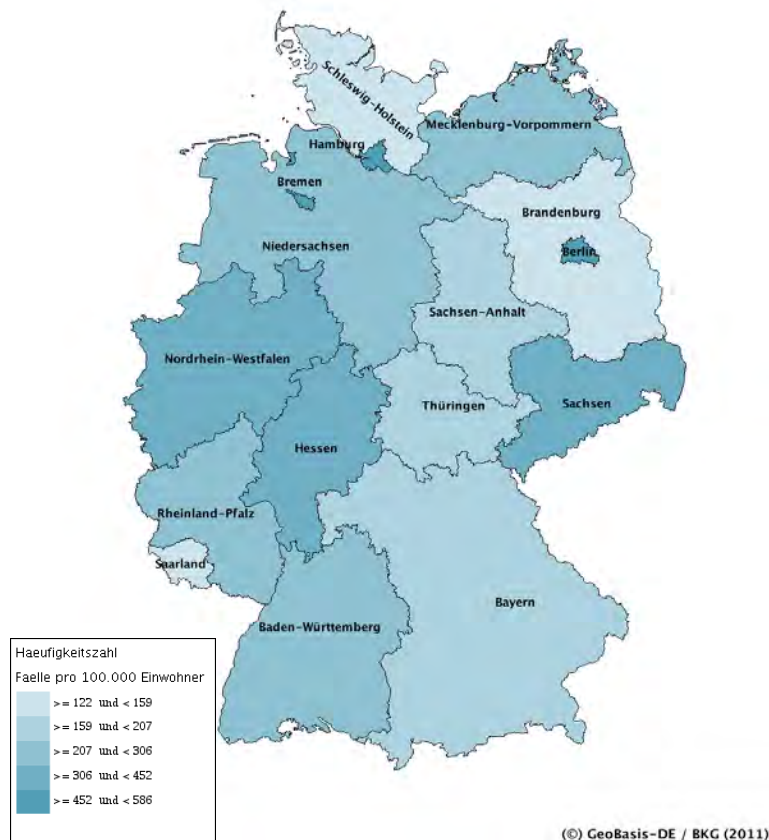 Schleswig-Holstein
Mecklenburg-Vorpommern
Hamburg
Bremen
Brandenburg
Niedersachsen
Berlin
Sachsen-Anhalt
Nordrhein-Westfalen
Thüringen
Sachsen
Hessen
Rheinland-Pfalz
Saarland
Bayern
Baden-Württemberg
Haeufigkeitszahl
Faelle pro 100.000 Einwohner
>= 122 und < 159
>= 159 und < 207
>= 207 und < 306
>= 306 und < 452
>= 452 und < 586
(©) GeoBasis-DE / BKG (2011)